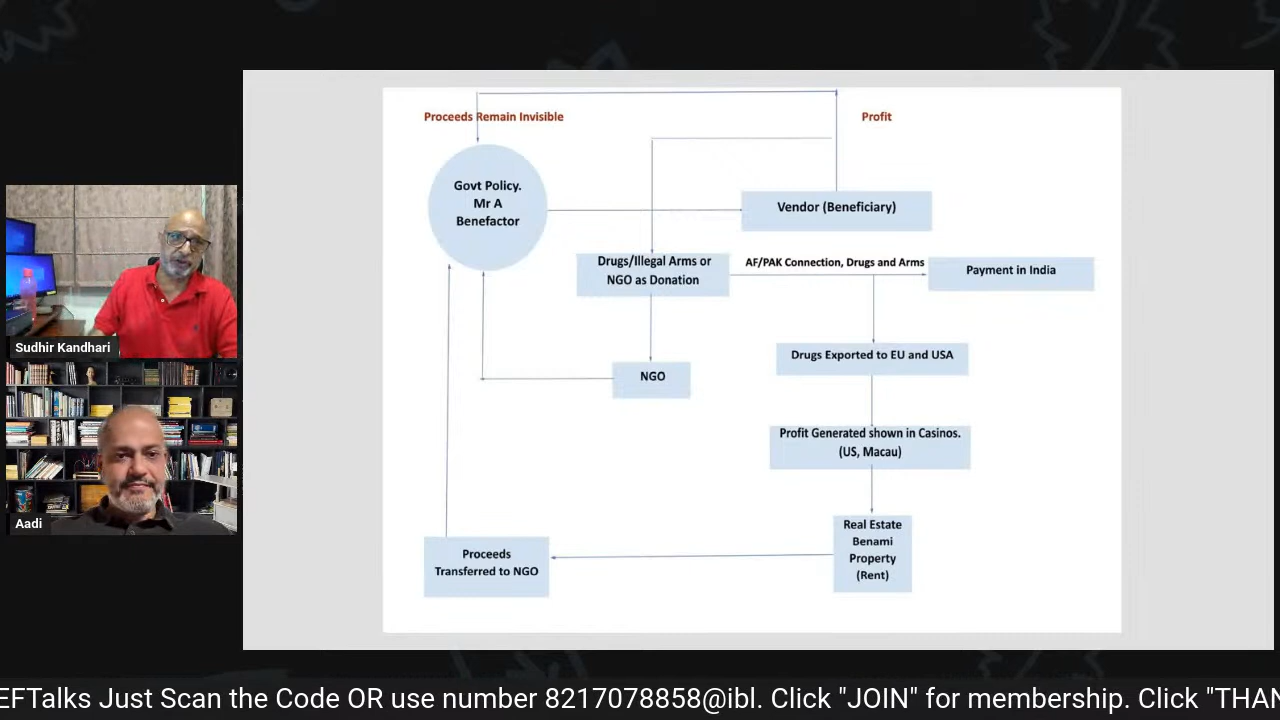 Proceeds Remain Invisible
Profit
Govt Policy.
Mr A
Benefactor
Vendor (Beneficiary)
Drugs/Illegal Arms or
NGO as Donation
AF/PAK Connection, Drugs and Arms
Payment in India
Drugs Exported to EU and USA
NGO
Profit Generated shown in Casinos.
(US, Macau)
Real Estate
Benami
Property
(Rent)
Proceeds
Transferred to NGO
Sudhir Kandhari
Aadi
EFTalks Just Scan the Code OR use number 8217078858@ibl. Click "JOIN" for membership. Click "THAN